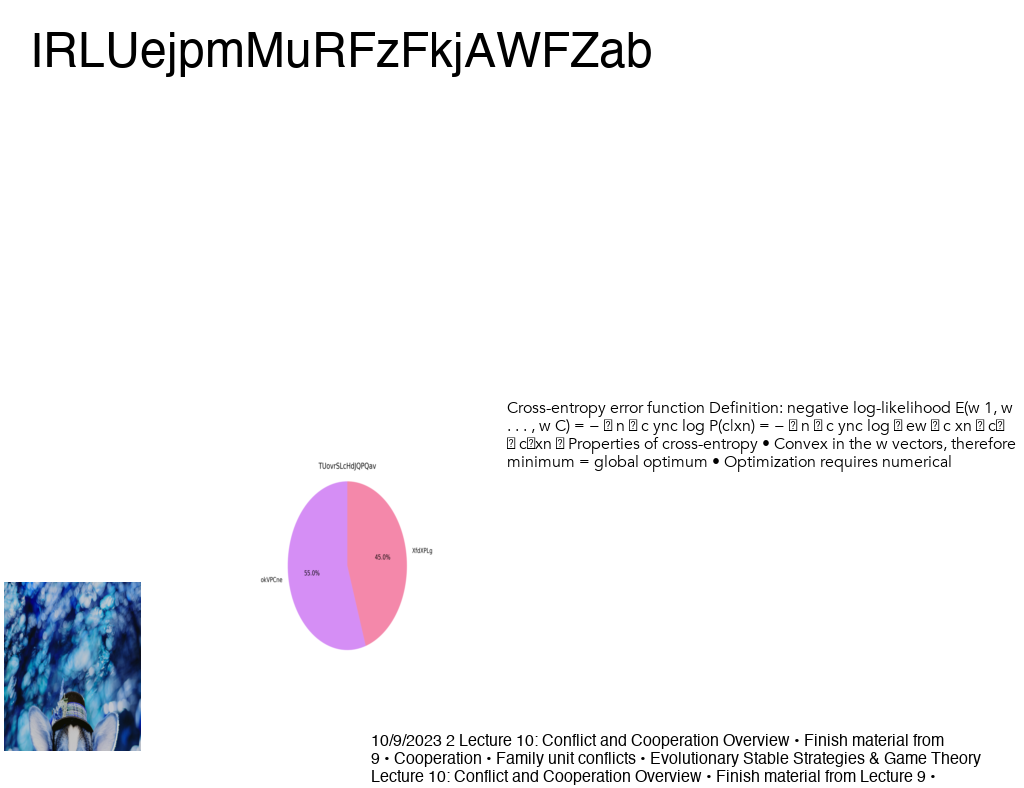 IRLUejpmMuRFzFkjAWFZab
Cross-entropy error function Definition: negative log-likelihood E(w 1, w
. . . , w C) = − ⍰ n ⍰ c ync log P(c|xn) = − ⍰ n ⍰ c ync log ⍰ ew ⍰ c xn ⍰ c⍰
⍰ c⍰xn ⍰ Properties of cross-entropy • Convex in the w vectors, therefore
minimum = global optimum • Optimization requires numerical
TUovrSLcHdJQPQav
45.0%
XfdXPLg
55.0%
okVPCne
10/9/2023 2 Lecture 10: Conflict and Cooperation Overview • Finish material from
9 • Cooperation • Family unit conflicts • Evolutionary Stable Strategies & Game Theory
Lecture 10: Conflict and Cooperation Overview • Finish material from Lecture 9 •